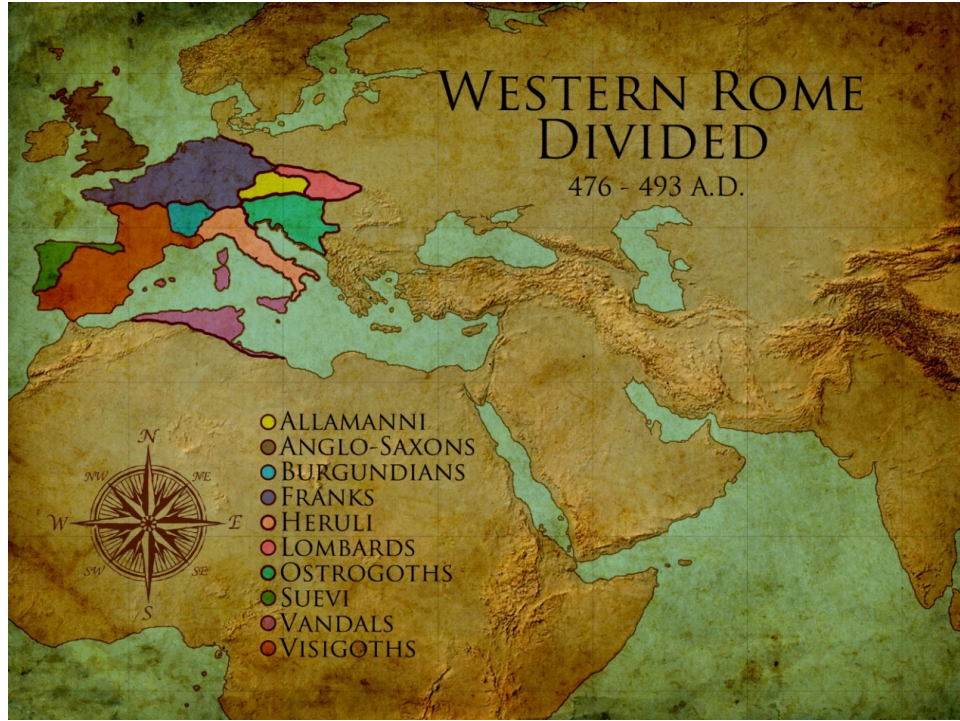 WESTERN ROME
DIVIDED
476 - 493 A.D.
ALLAMANNI
ANGLO-SAXONS
BURGUNDIANS
FRANKS
HERULI
LOMBARDS
OSTROGOTHS
SUEVI
VANDALS
VISIGOTHS
N
NW NE
W E
SW SE
S